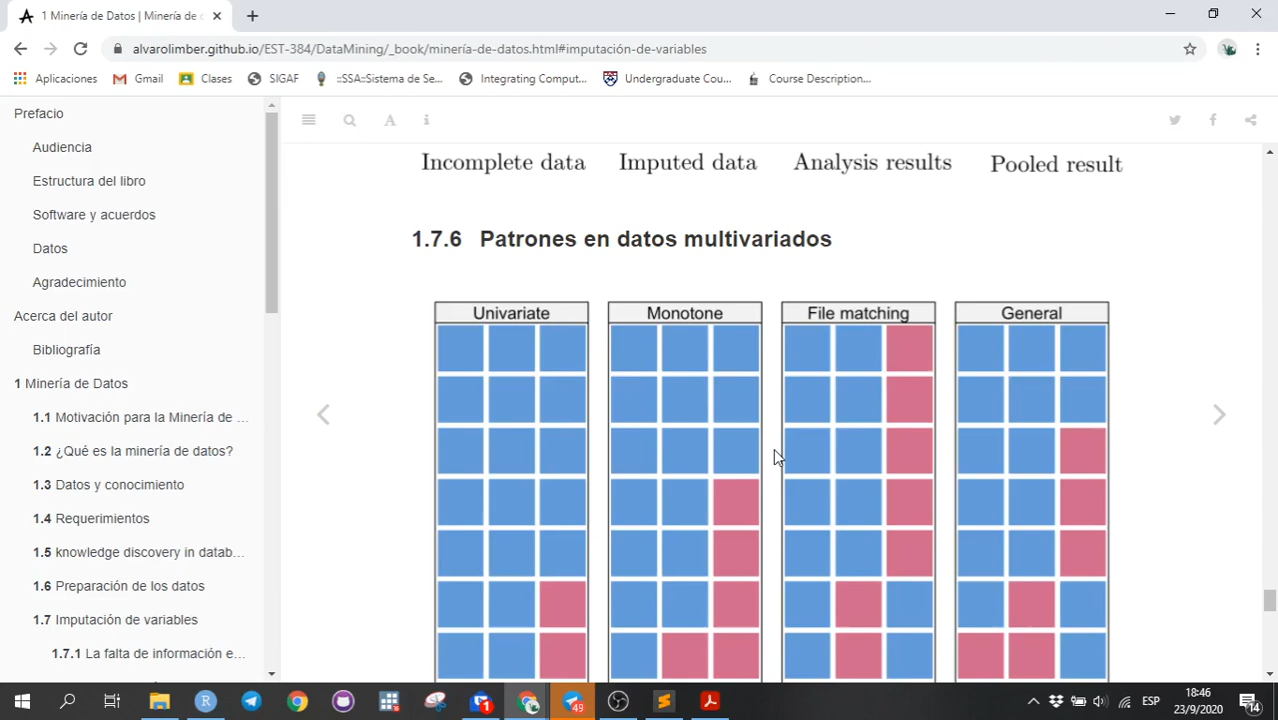 1 Minería de Datos | Minería de d
alvarolimber.github.io/EST-384/DataMining/_book/minería-de-datos.html#imputación-de-variables
Aplicaciones
Gmail
Clases
SIGAF
::SSA::Sistema de Se...
Integrating Comput...
Undergraduate Cou...
Course Description...
Prefacio
Audiencia
Estructura del libro
Software y acuerdos
Datos
Agradecimiento
Acerca del autor
Bibliografía
1 Minería de Datos
1.1 Motivación para la Minería de ...
1.2 ¿Qué es la minería de datos?
1.3 Datos y conocimiento
1.4 Requerimientos
1.5 knowledge discovery in datab...
1.6 Preparación de los datos
1.7 Imputación de variables
1.7.1 La falta de información e...
Incomplete data Imputed data Analysis results Pooled result
1.7.6 Patrones en datos multivariados
Univariate Monotone File matching General
49
1
ESP
18:46
23/9/2020
14